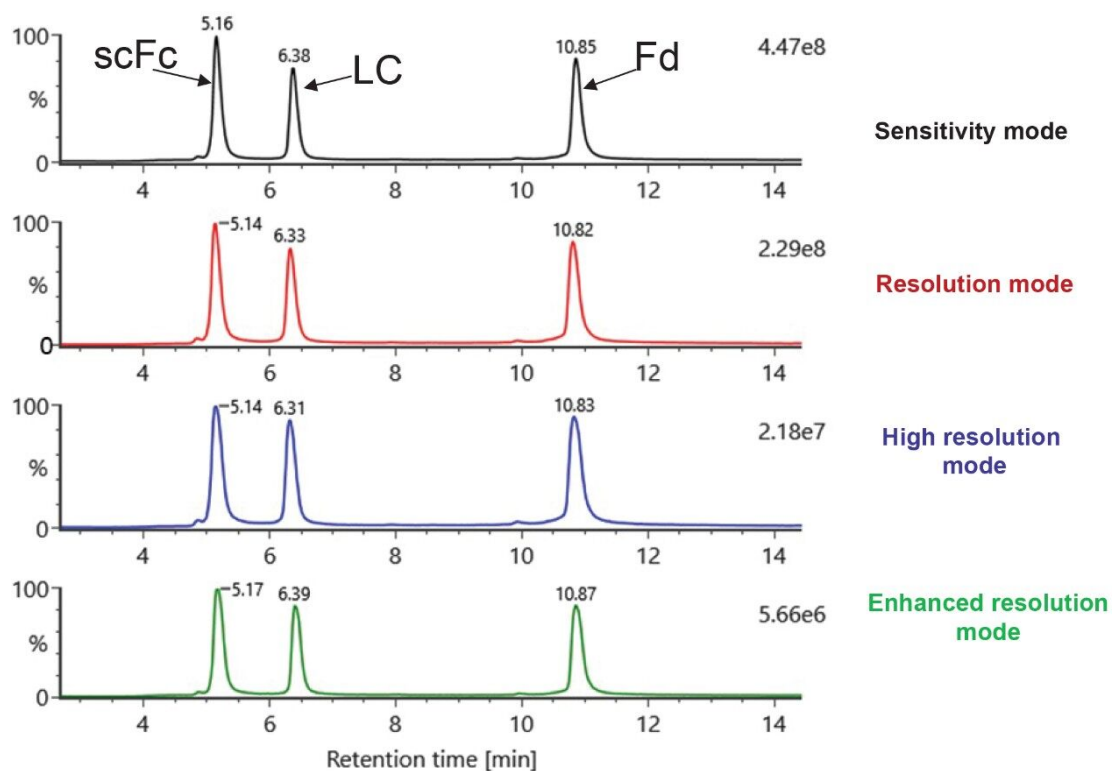 100
%
0
scFc
5.16
6.38
LC
10.85
Fd
4.47e8
Sensitivity mode
4 6 8 10 12 14
100
%
0
5.14
6.33
10.82
2.29e8
Resolution mode
4 6 8 10 12 14
100
%
0
5.14
6.31
10.83
2.18e7
High resolution
mode
4 6 8 10 12 14
100
%
0
5.17
6.39
10.87
5.66e6
Enhanced resolution
mode
4 6 8 10 12 14
Retention time [min]